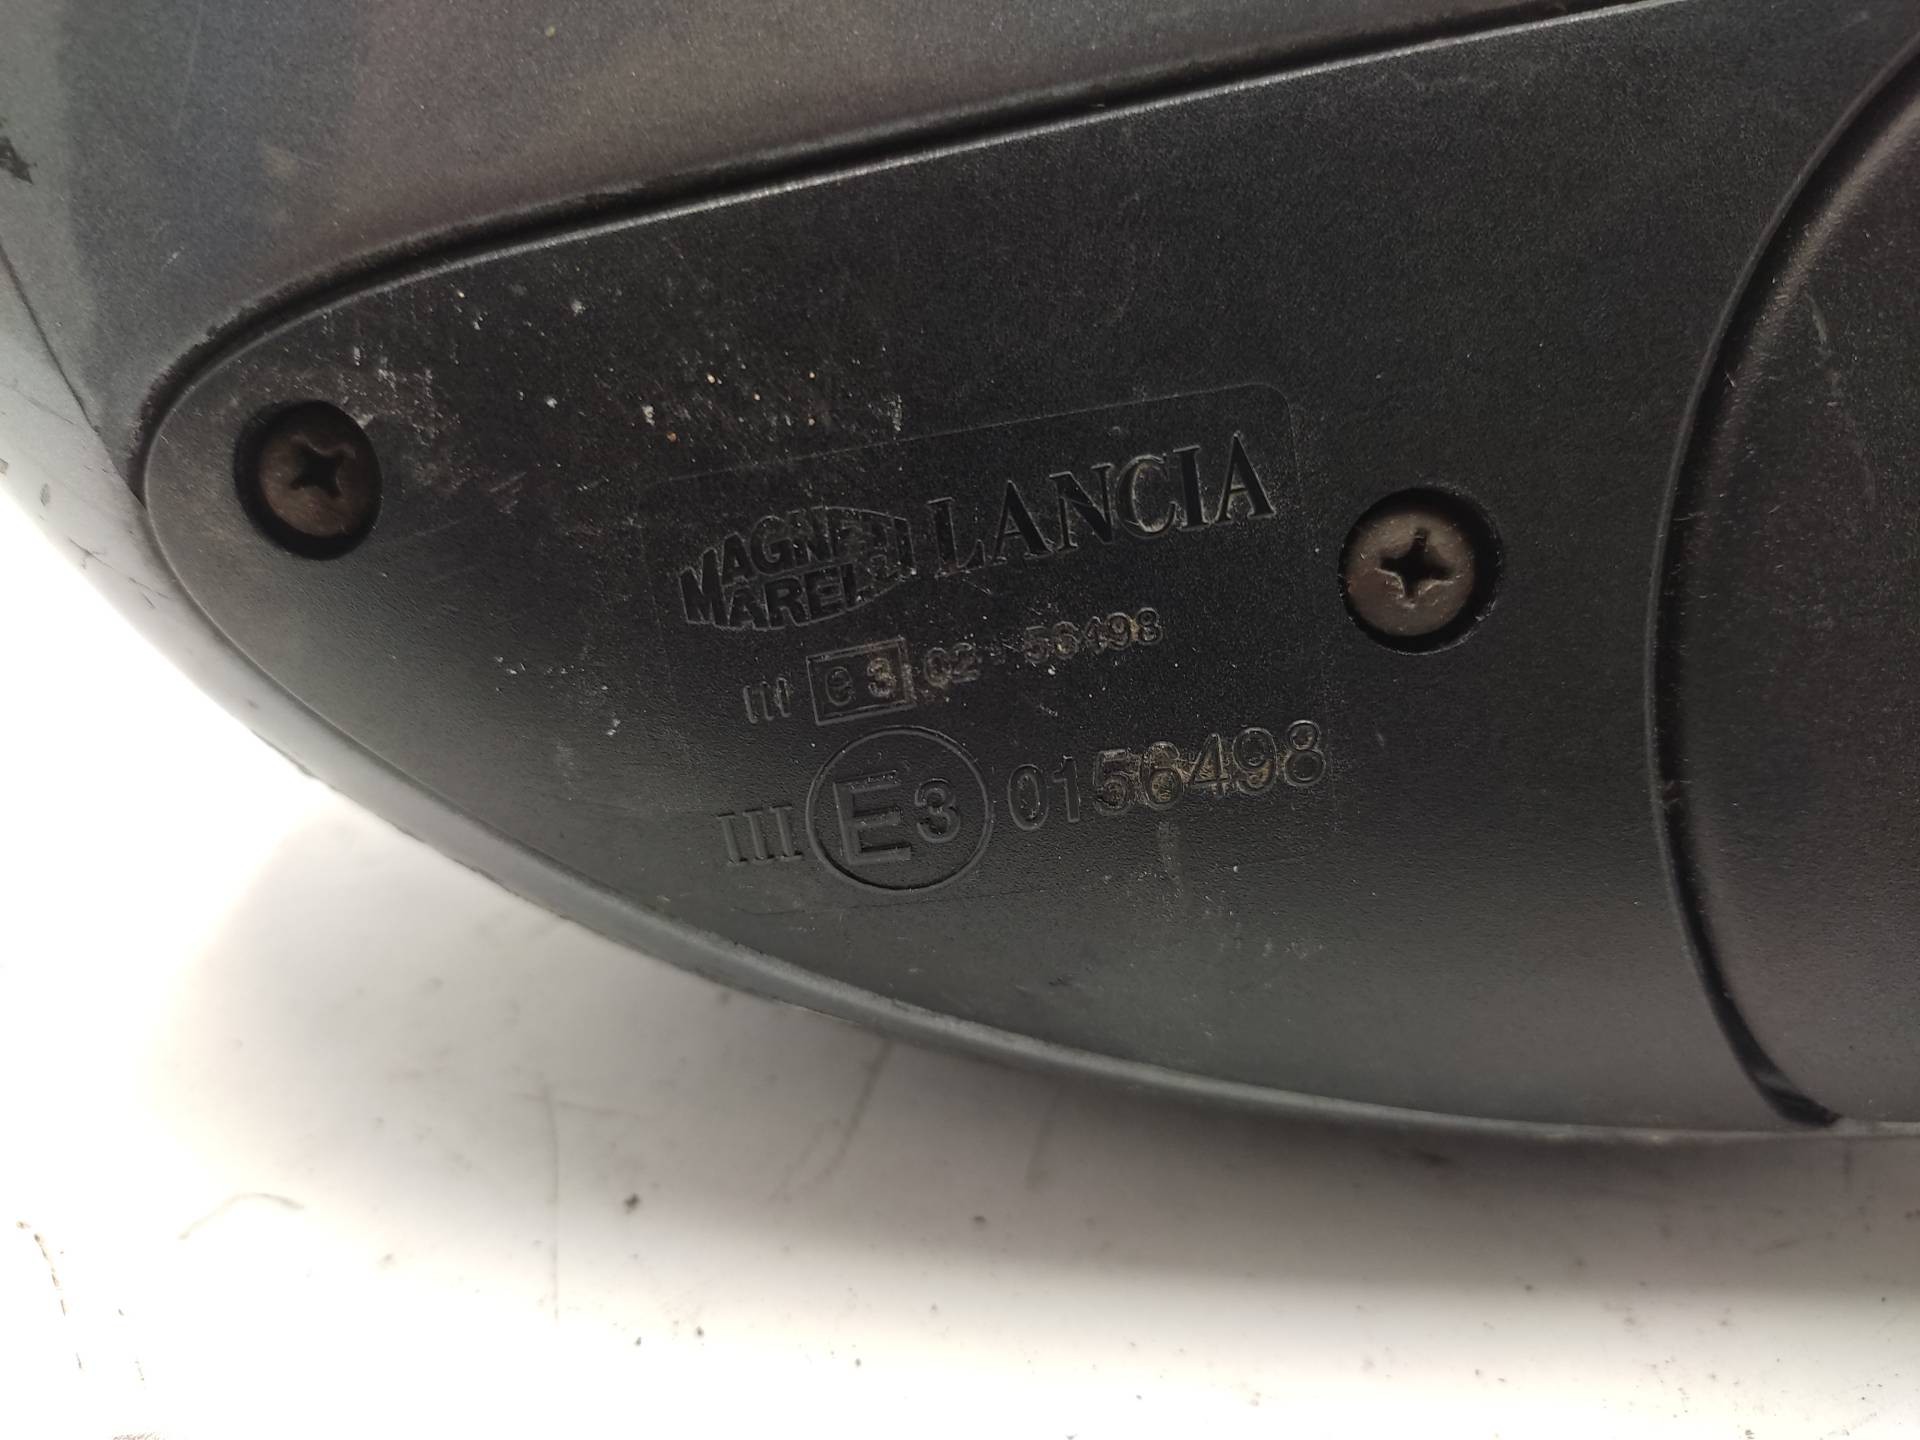 MAGNETI MARELLI LANCIA
III e3 02 - 56498
III E3 0156498